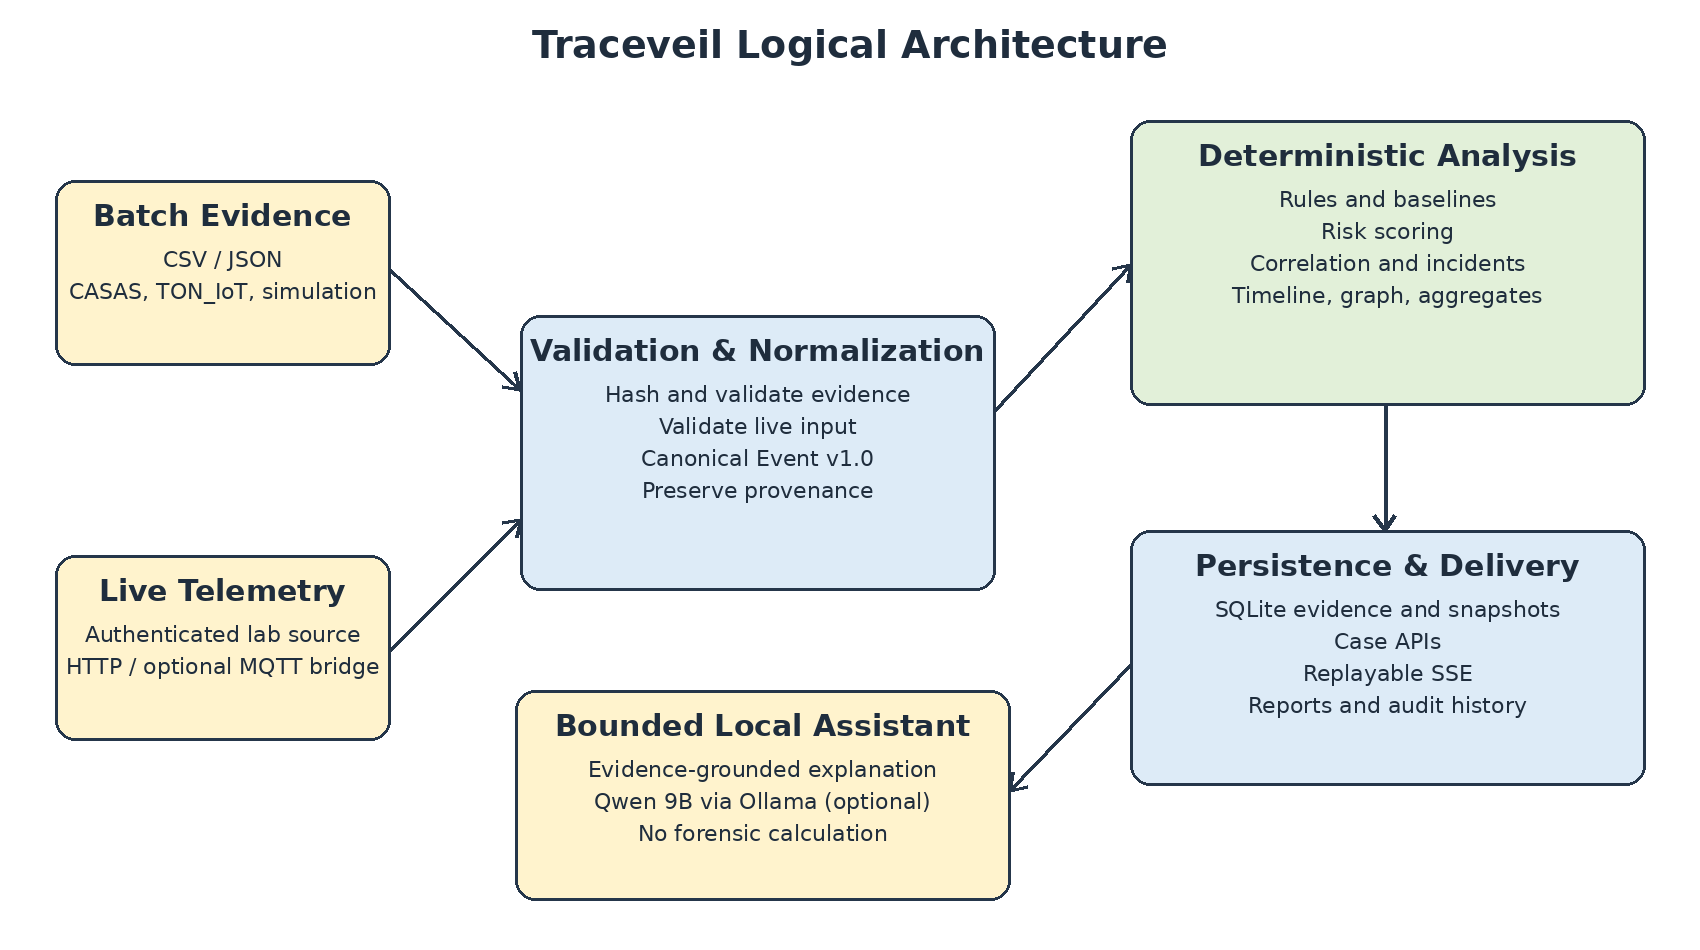 Traceveil Logical Architecture
Batch Evidence
CSV / JSON
CASAS, TON_IoT, simulation
Live Telemetry
Authenticated lab source
HTTP / optional MQTT bridge
Validation & Normalization
Hash and validate evidence
Validate live input
Canonical Event v1.0
Preserve provenance
Deterministic Analysis
Rules and baselines
Risk scoring
Correlation and incidents
Timeline, graph, aggregates
Persistence & Delivery
SQLite evidence and snapshots
Case APIs
Replayable SSE
Reports and audit history
Bounded Local Assistant
Evidence-grounded explanation
Qwen 9B via Ollama (optional)
No forensic calculation